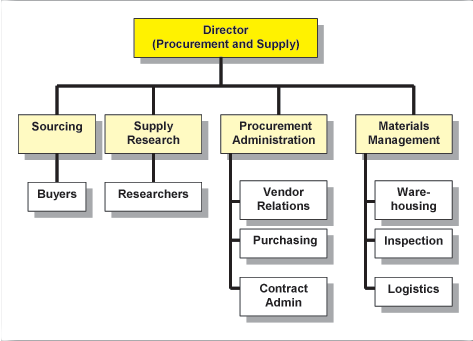 Director
(Procurement and Supply)
Sourcing
Supply
Research
Procurement
Administration
Materials
Management
Buyers
Researchers
Vendor
Relations
Ware-
housing
Purchasing
Inspection
Contract
Admin
Logistics